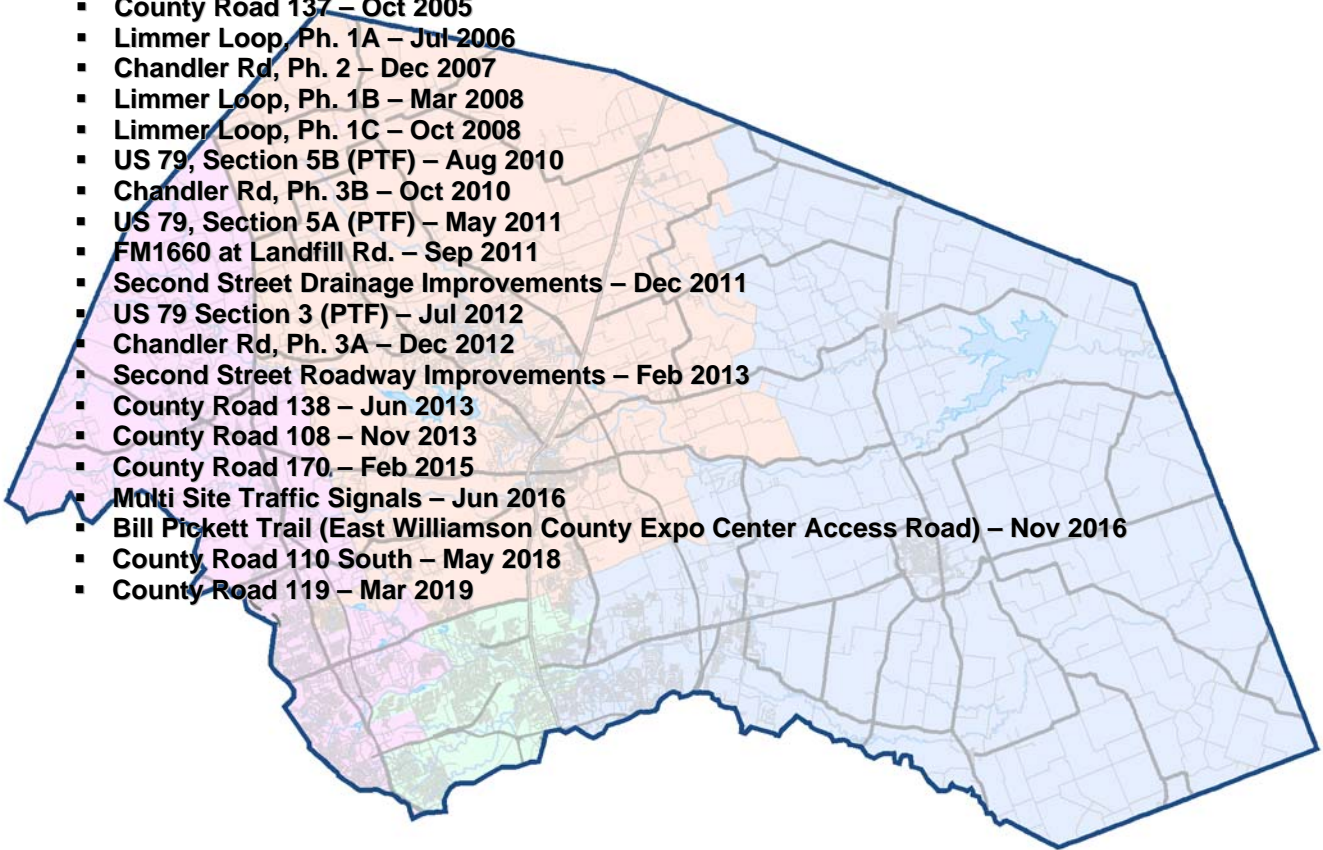 ▪ County Road 137 – Oct 2005
▪ Limmer Loop, Ph. 1A – Jul 2006
▪ Chandler Rd, Ph. 2 – Dec 2007
▪ Limmer Loop, Ph. 1B – Mar 2008
▪ Limmer Loop, Ph. 1C – Oct 2008
▪ US 79, Section 5B (PTF) – Aug 2010
▪ Chandler Rd, Ph. 3B – Oct 2010
▪ US 79, Section 5A (PTF) – May 2011
▪ FM1660 at Landfill Rd. – Sep 2011
▪ Second Street Drainage Improvements – Dec 2011
▪ US 79 Section 3 (PTF) – Jul 2012
▪ Chandler Rd, Ph. 3A – Dec 2012
▪ Second Street Roadway Improvements – Feb 2013
▪ County Road 138 – Jun 2013
▪ County Road 108 – Nov 2013
▪ County Road 170 – Feb 2015
▪ Multi Site Traffic Signals – Jun 2016
▪ Bill Pickett Trail (East Williamson County Expo Center Access Road) – Nov 2016
▪ County Road 110 South – May 2018
▪ County Road 119 – Mar 2019